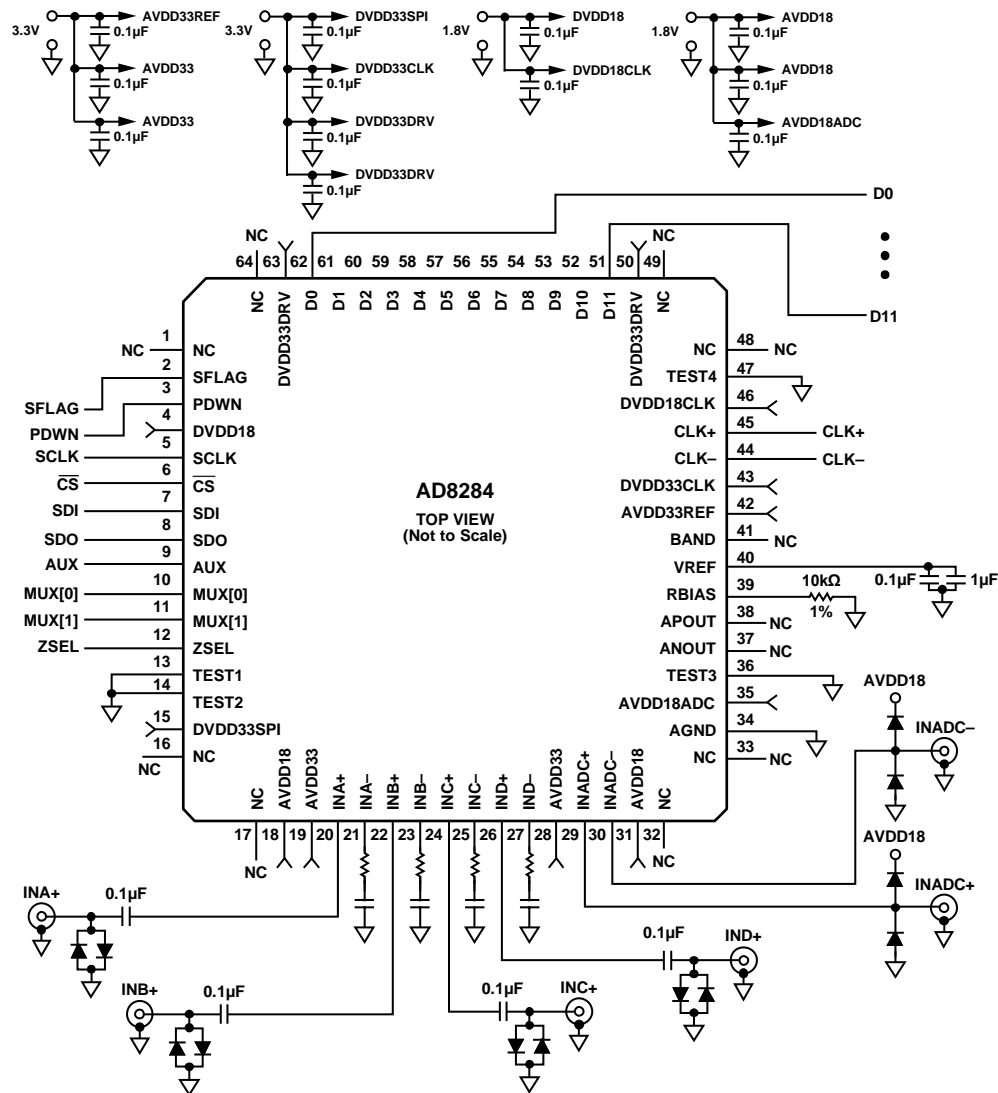 3.3V
AVDD33REF
0.1µF
AVDD33
0.1µF
AVDD33
0.1µF
3.3V
DVDD33SPI
0.1µF
DVDD33CLK
0.1µF
DVDD33DRV
0.1µF
DVDD33DRV
0.1µF
1.8V
DVDD18
0.1µF
DVDD18CLK
0.1µF
1.8V
AVDD18
0.1µF
AVDD18
0.1µF
AVDD18ADC
0.1µF
D0
D11
NC NC
64 63 62 61 60 59 58 57 56 55 54 53 52 51 50 49
NC
DVDD33DRV
D0
D1
D2
D3
D4
D5
D6
D7
D8
D9
D10
D11
DVDD33DRV
NC
NC 1 NC
2 SFLAG
3 PDWN
SFLAG
PDWN
4 DVDD18
SCLK 5 SCLK
CS 6 CS
SDI 7 SDI
SDO 8 SDO
AUX 9 AUX
MUX[0] 10 MUX[0]
MUX[1] 11 MUX[1]
ZSEL 12 ZSEL
13 TEST1
14 TEST2
15 DVDD33SPI
16 NC
NC
AD8284
TOP VIEW
(Not to Scale)
NC 48 NC
TEST4 47
DVDD18CLK 46
CLK+ 45 CLK+
CLK– 44 CLK–
DVDD33CLK 43
AVDD33REF 42
BAND 41 NC
VREF 40
0.1µF 1µF
RBIAS 39
10kΩ
1%
APOUT 38 NC
ANOUT 37 NC
TEST3 36
AVDD18ADC 35
AGND 34
NC 33 NC
NC
AVDD18
AVDD33
INA+
INA–
INB+
INB–
INC+
INC–
IND+
IND–
AVDD33
INADC+
INADC–
AVDD18
NC
17 18 19 20 21 22 23 24 25 26 27 28 29 30 31 32
NC NC
AVDD18
INADC–
AVDD18
INADC+
INA+
0.1µF
INB+
0.1µF
0.1µF
INC+
0.1µF
IND+